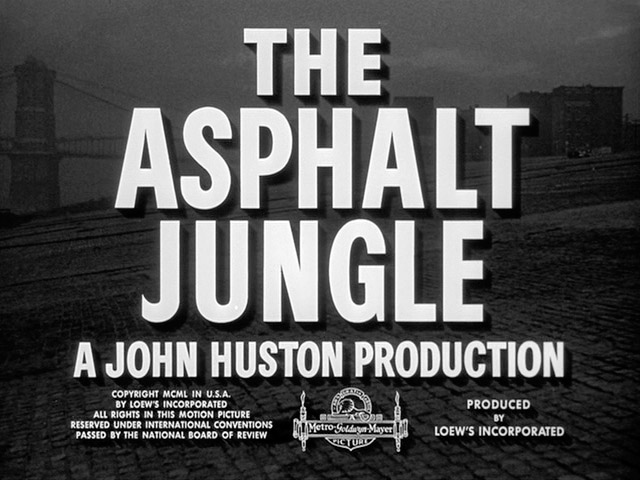 THE
ASPHALT
JUNGLE
A JOHN HUSTON PRODUCTION
COPYRIGHT MCML IN U.S.A.
BY LOEW'S INCORPORATED
ALL RIGHTS IN THIS MOTION PICTURE
RESERVED UNDER INTERNATIONAL CONVENTIONS
PASSED BY THE NATIONAL BOARD OF REVIEW
Metro-Goldwyn-Mayer
PICTURE
PRODUCED
BY
LOEW'S INCORPORATED